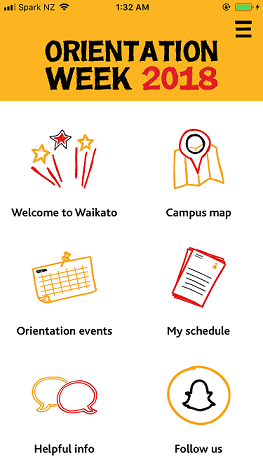 Spark NZ 1:32 AM
ORIENTATION
WEEK 2018
Welcome to Waikato Campus map
Orientation events My schedule
Helpful info Follow us